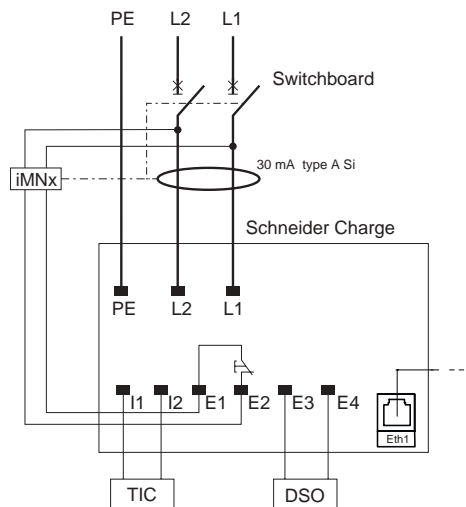 PE L2 L1
Switchboard
30 mA type A Si
iMNx
Schneider Charge
PE L2 L1
I1 I2 E1 E2 E3 E4
Eth1
TIC DSO